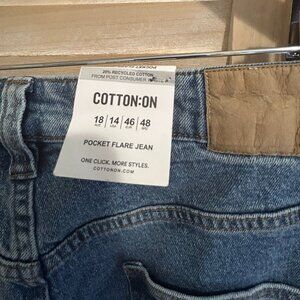 20% RECYCLED COTTON
FROM POST CONSUMER
COTTON:ON
18 14 46 48
POCKET FLARE JEAN
ONE CLICK. MORE STYLES.
COTTONON.COM